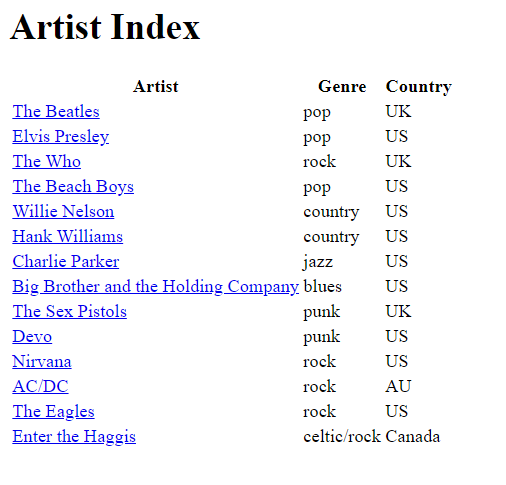 Artist Index
Artist Genre Country
The Beatles pop UK
Elvis Presley pop US
The Who rock UK
The Beach Boys pop US
Willie Nelson country US
Hank Williams country US
Charlie Parker jazz US
Big Brother and the Holding Company blues US
The Sex Pistols punk UK
Devo punk US
Nirvana rock US
AC/DC rock AU
The Eagles rock US
Enter the Haggis celtic/rock Canada